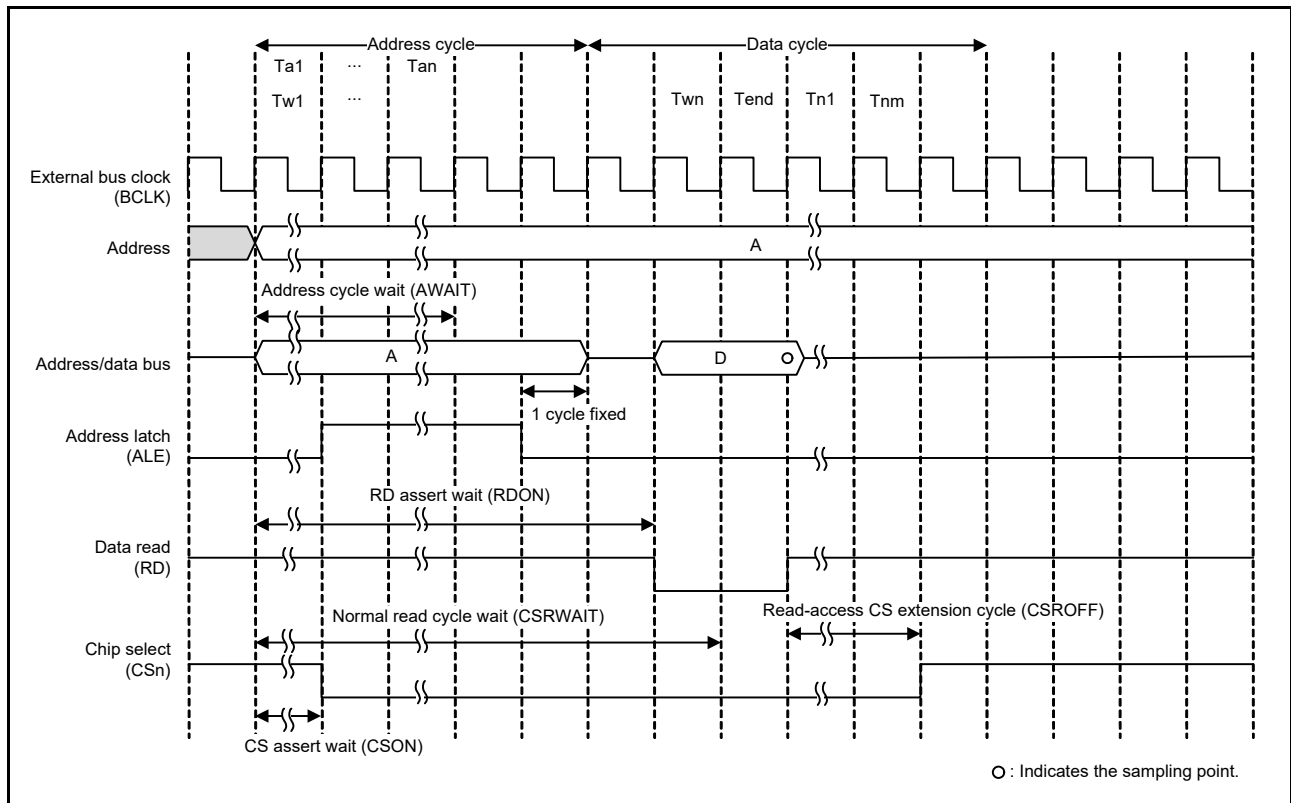 Address cycle
Data cycle
Ta1 ... Tan
Tw1 ... Twn Tend Tn1 Tnm
External bus clock
(BCLK)
Address
A
Address cycle wait (AWAIT)
Address/data bus
A
D
1 cycle fixed
Address latch
(ALE)
RD assert wait (RDON)
Data read
(RD)
Normal read cycle wait (CSRWAIT)
Read-access CS extension cycle (CSROFF)
Chip select
(CSn)
CS assert wait (CSON)
: Indicates the sampling point.